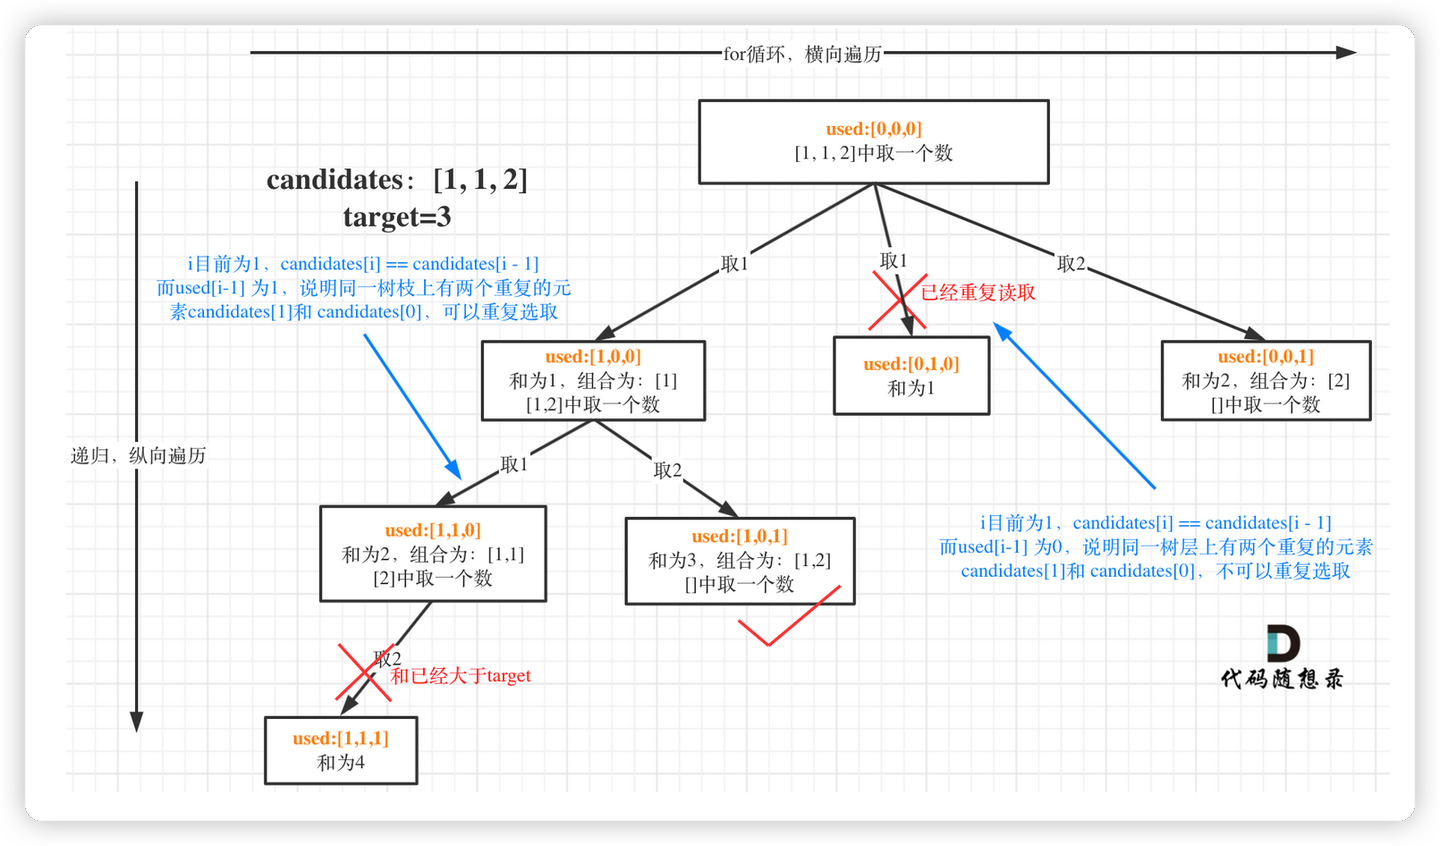 for循环，横向遍历
used:[0,0,0]
[1, 1, 2]中取一个数
candidates：[1, 1, 2]
target=3
i目前为1，candidates[i] == candidates[i - 1]
而used[i-1] 为1，说明同一树枝上有两个重复的元
素candidates[1]和 candidates[0]，可以重复选取
取1
取1
取2
已经重复读取
used:[1,0,0]
和为1，组合为：[1]
[1,2]中取一个数
used:[0,1,0]
和为1
used:[0,0,1]
和为2，组合为：[2]
[]中取一个数
递归，纵向遍历
取1
取2
used:[1,1,0]
和为2，组合为：[1,1]
[2]中取一个数
used:[1,0,1]
和为3，组合为：[1,2]
[]中取一个数
i目前为1，candidates[i] == candidates[i - 1]
而used[i-1] 为0，说明同一树层上有两个重复的元素
candidates[1]和 candidates[0]，不可以重复选取
取2
和已经大于target
used:[1,1,1]
和为4
代码随想录